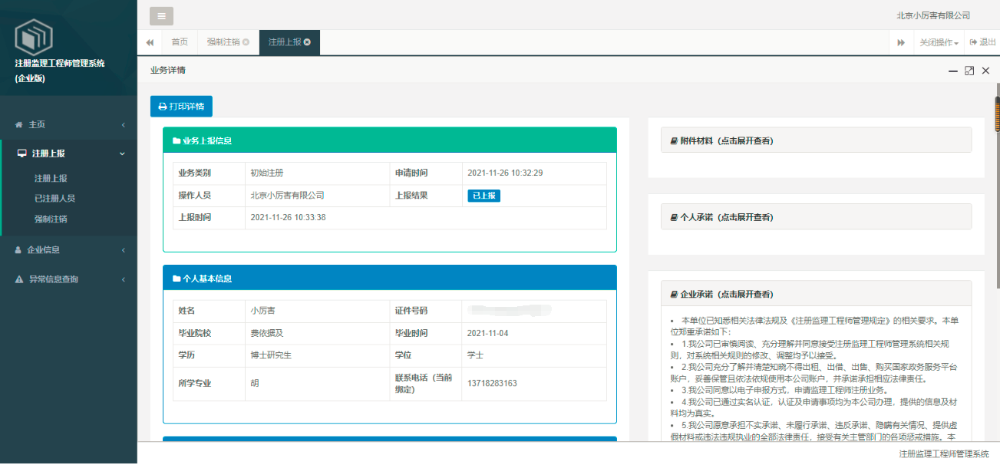 注册监理工程师管理系统
(企业版)
主页
注册上报
注册上报
已注册人员
强制注销
企业信息
异常信息查询
北京小厉害有限公司
首页
强制注销
注册上报
关闭操作
退出
业务详情
打印详情
业务上报信息
业务类别 初始注册 申请时间 2021-11-26 10:32:29
操作人员 北京小厉害有限公司 上报结果 已上报
上报时间 2021-11-26 10:33:38
个人基本信息
姓名 小厉害 证件号码
毕业院校 费依据及 毕业时间 2021-11-04
学历 博士研究生 学位 学士
所学专业 胡 联系电话（当前
绑定） 13718283163
附件材料（点击展开查看）
个人承诺（点击展开查看）
企业承诺（点击展开查看）
• 本单位已知悉相关法律法规及《注册监理工程师管理规定》的相关要求。本单
位郑重承诺如下：
• 1.我公司已审慎阅读、充分理解并同意接受注册监理工程师管理系统相关规
则，对系统相关规则的修改、调整均予以接受。
• 2.我公司充分了解并清楚知晓不得出租、出借、出售、购买国家政务服务平台
账户，妥善保管且依法依规使用本公司账户，并承诺承担相应法律责任。
• 3.我公司同意以电子申报方式，申请监理工程师注册业务。
• 4.我公司已通过实名认证，认证及申请事项均为本公司办理，提供的信息及材
料均为真实。
• 5.我公司愿意承担不实承诺、未履行承诺、违反承诺、隐瞒有关情况、提供虚
假材料或违法违规执业的全部法律责任，接受有关主管部门的各项惩戒措施。本
注册监理工程师管理系统